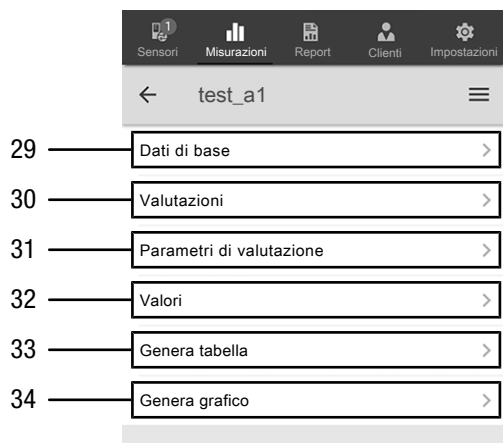 1
Sensori Misurazioni Report Clienti Impostazioni
test_a1
29 Dati di base
30 Valutazioni
31 Parametri di valutazione
32 Valori
33 Genera tabella
34 Genera grafico